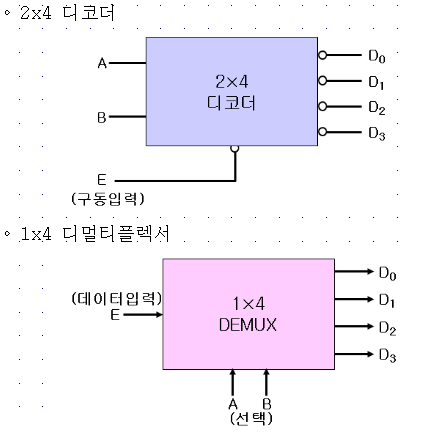 2x4 디코더
A
B
2×4
디코더
D0
D1
D2
D3
E
(구동입력)
1x4 디멀티플렉서
(데이터입력)
E
1×4
DEMUX
D0
D1
D2
D3
A B
(선택)